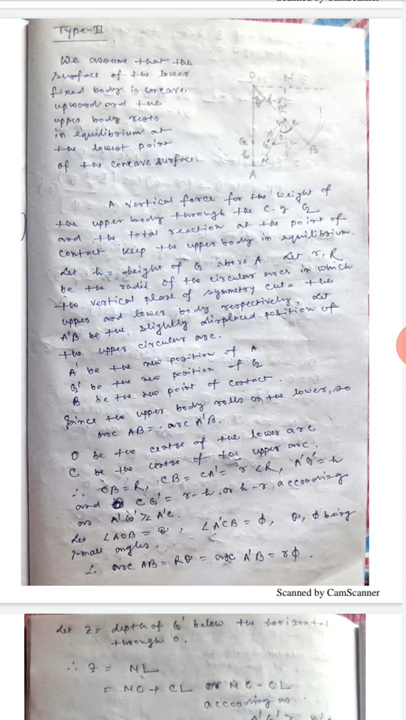 Scanned by CamScanner
Type-II
We assume that the
surface of the lower
fixed body is concave
upward and the
upper body rests
in equilibrium at
the lowest point
of the concave surface.
O
M
C
B
A
A vertical force for the weight of
the upper body through the c.g G
and the total reaction at the point of
contact keep the upper body in equilibrium.
Let h = height of G above A. Let r, R
be the radii of the circular arcs in which
the vertical plane of symmetry cuts the
upper and lower body respectively. Let
A'B be the slightly displaced position of
the upper circular arc.
A' be the new position of A
G' be the new position of G
B be the new point of contact.
Since the upper body rolls on the lower, so
arc AB = arc A'B.
O be the centre of the lower arc
C be the centre of the upper arc.
∴ OB = R, CB = CA' = r < R, A'G' = h
and CG' = r - h, or h - r according
as
Let ∠AOB = θ, ∠A'CB = ϕ, θ, ϕ being
small angles.
∴ arc AB = Rθ = arc A'B = rϕ.
Scanned by CamScanner
Let Z = depth of G' below the horizontal
through O.
∴ Z = ML
= MC + CL or MC - CL
according as